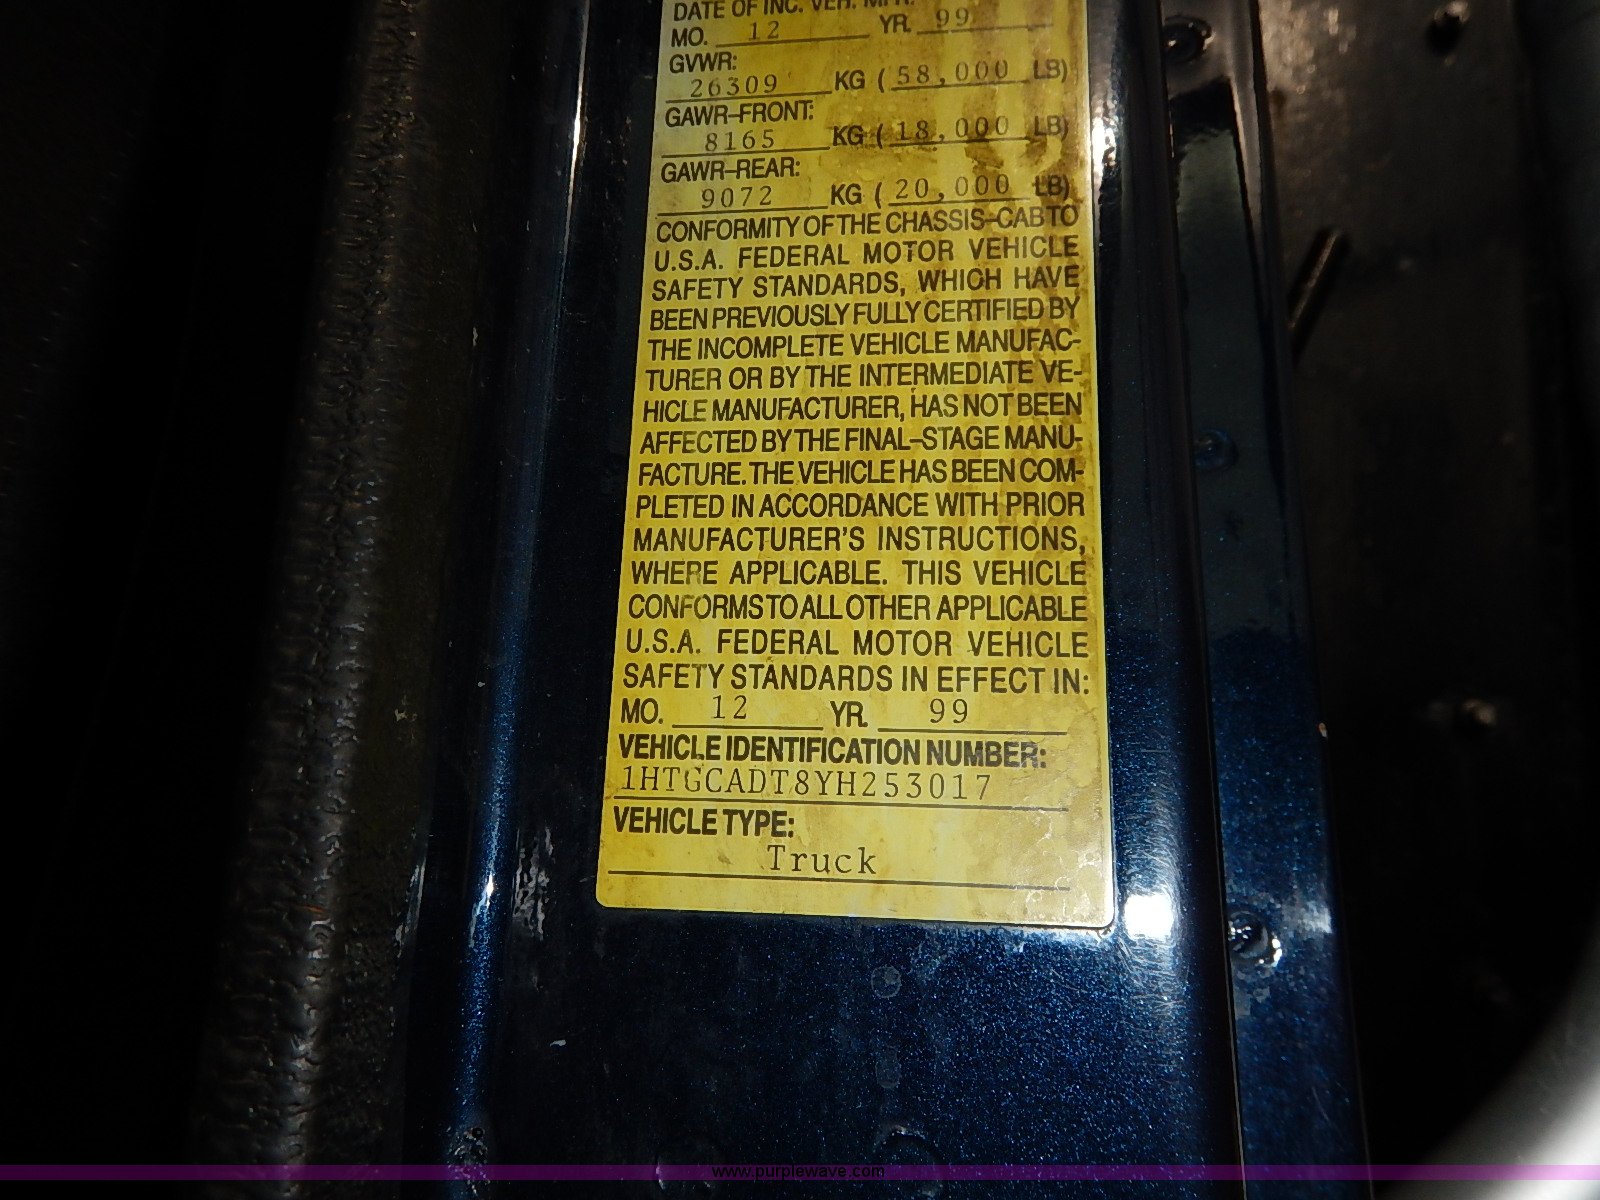 DATE OF INC. VEH. MFR.
MO. 12 YR. 99
GVWR:
26309 KG (58,000 LB)
GAWR-FRONT:
8165 KG (18,000 LB)
GAWR-REAR:
9072 KG (20,000 LB)
CONFORMITY OF THE CHASSIS-CAB TO
U.S.A. FEDERAL MOTOR VEHICLE
SAFETY STANDARDS, WHICH HAVE
BEEN PREVIOUSLY FULLY CERTIFIED BY
THE INCOMPLETE VEHICLE MANUFAC-
TURER OR BY THE INTERMEDIATE VE-
HICLE MANUFACTURER, HAS NOT BEEN
AFFECTED BY THE FINAL-STAGE MANU-
FACTURE. THE VEHICLE HAS BEEN COM-
PLETED IN ACCORDANCE WITH PRIOR
MANUFACTURER'S INSTRUCTIONS,
WHERE APPLICABLE. THIS VEHICLE
CONFORMS TO ALL OTHER APPLICABLE
U.S.A. FEDERAL MOTOR VEHICLE
SAFETY STANDARDS IN EFFECT IN:
MO. 12 YR. 99
VEHICLE IDENTIFICATION NUMBER:
1HTGCADT8YH253017
VEHICLE TYPE:
Truck
www.purplewave.com